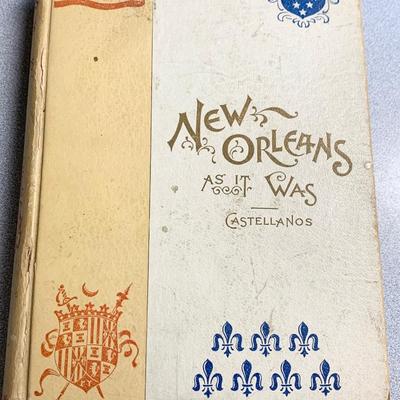 NEW
ORLEANS
AS IT WAS
CASTELLANOS